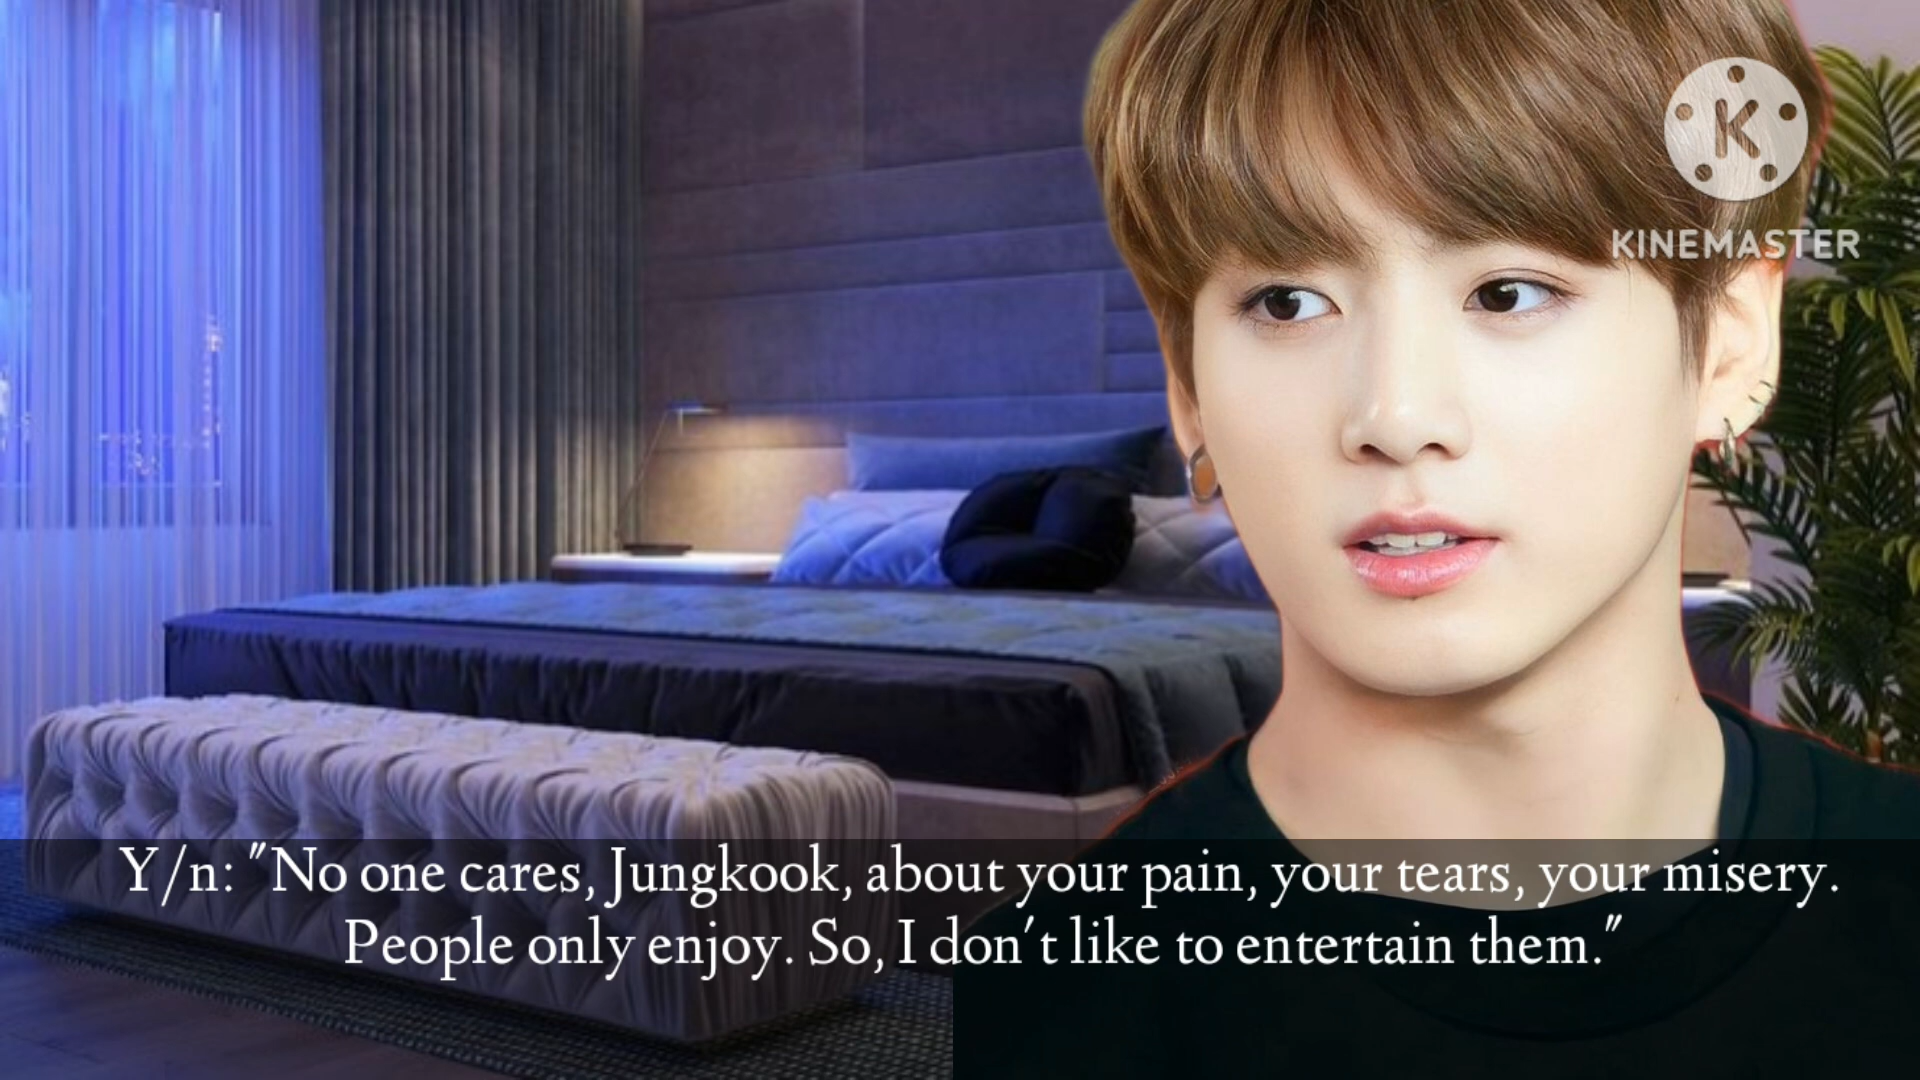 K
KINEMASTER
Y/n: "No one cares, Jungkook, about your pain, your tears, your misery.
People only enjoy. So, I don't like to entertain them."